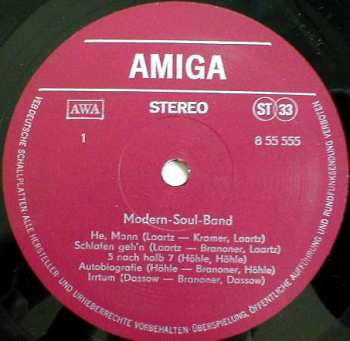 AMIGA
AWA
STEREO
ST 33
1
8 55 555
Modern-Soul-Band
He, Mann (Laartz — Kramer, Laartz)
Schlafen geh'n (Laartz — Branoner, Laartz)
5 nach halb 7 (Höhle, Höhle)
Autobiografie (Höhle — Branoner, Höhle)
Irrtum (Dassow — Branoner, Dassow)
VEB DEUTSCHE SCHALLPLATTEN · ALLE HERSTELLER- UND URHEBERRECHTE VORBEHALTEN · ÜBERSPIELUNG, ÖFFENTLICHE AUFFÜHRUNG UND RUNDFUNKSENDUNG VERBOTEN